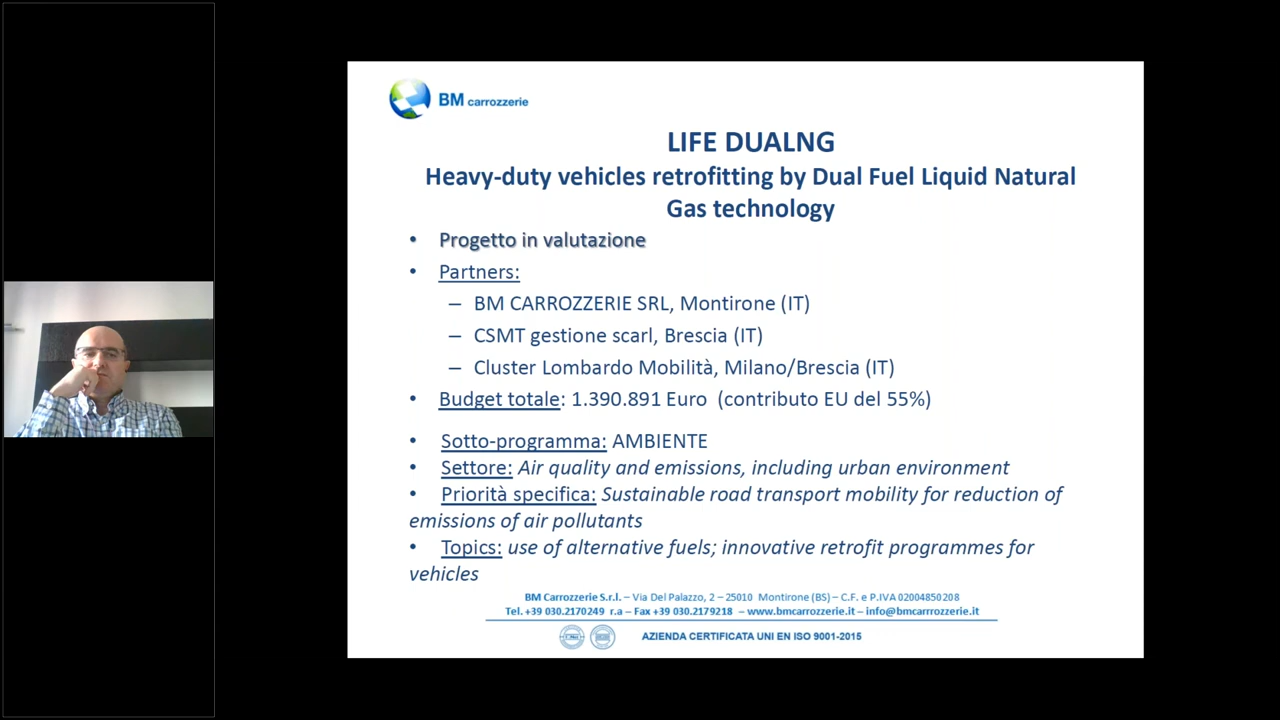 BM carrozzerie
LIFE DUALNG
Heavy-duty vehicles retrofitting by Dual Fuel Liquid Natural
Gas technology
• Progetto in valutazione
• Partners:
– BM CARROZZERIE SRL, Montirone (IT)
– CSMT gestione scarl, Brescia (IT)
– Cluster Lombardo Mobilità, Milano/Brescia (IT)
• Budget totale: 1.390.891 Euro (contributo EU del 55%)
• Sotto-programma: AMBIENTE
• Settore: Air quality and emissions, including urban environment
• Priorità specifica: Sustainable road transport mobility for reduction of
emissions of air pollutants
• Topics: use of alternative fuels; innovative retrofit programmes for
vehicles
BM Carrozzerie S.r.l. – Via Del Palazzo, 2 – 25010 Montirone (BS) – C.F. e P.IVA 02004850208
Tel. +39 030.2170249 r.a – Fax +39 030.2179218 – www.bmcarrozzerie.it – info@bmcarrrozzerie.it
AZIENDA CERTIFICATA UNI EN ISO 9001-2015